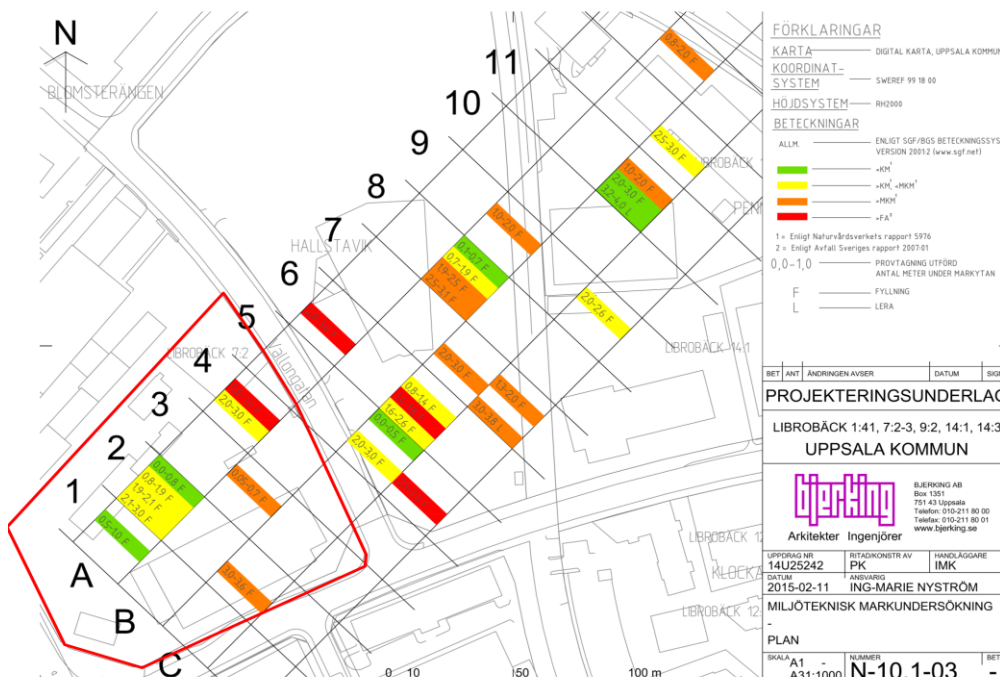 N
BLOMSTERÄNGEN
11
10
9
8
7
6
5
4
3
2
1
A
B
C
HALLSTAVIK
LIBROBÄCK 7:2
LIBROBÄCK 14:1
0,8-2,0 F
2,5-3,0 F
1,0-2,0 F
2,0-3,0 F
3,2-4,0 L
1,0-2,0 F
0,1-0,7 F
0,7-1,9 F
1,9-2,5 F
2,5-3,1 F
2,0-2,6 F
2,0-3,0 F
1,3-2,0 F
3,0-3,8 L
0,8-1,4 F
1,6-2,6 F
0,0-0,5 F
2,0-3,0 F
2,0-3,0 F
0,05-0,7 F
0,0-0,8 F
0,8-1,9 F
1,9-2,1 F
2,1-3,0 F
0,5-1,0 F
3,0-3,6 F
0 10 50 100 m
FÖRKLARINGAR
KARTA DIGITAL KARTA, UPPSALA KOMMUN
KOORDINAT-
SYSTEM SWEREF 99 18 00
HÖJDSYSTEM RH2000
BETECKNINGAR
ALLM. ENLIGT SGF/BGS BETECKNINGSSYS
VERSION 2001:2 (www.sgf.net)
<KM¹
>KM¹, <MKM¹
>MKM¹
>FA²
1 = Enligt Naturvårdsverkets rapport 5976
2 = Enligt Avfall Sveriges rapport 2007:01
0,0-1,0 PROVTAGNING UTFÖRD
ANTAL METER UNDER MARKYTAN
F FYLLNING
L LERA
BET ANT ÄNDRINGEN AVSER DATUM SIGN
PROJEKTERINGSUNDERLAG
LIBROBÄCK 1:41, 7:2-3, 9:2, 14:1, 14:3
UPPSALA KOMMUN
bjerking
Arkitekter Ingenjörer
BJERKING AB
Box 1351
751 43 Uppsala
Telefon: 010-211 80 00
Telefax: 010-211 80 01
www.bjerking.se
UPPDRAG NR RITAD/KONSTR AV HANDLÄGGARE
14U25242 PK IMK
DATUM ANSVARIG
2015-02-11 ING-MARIE NYSTRÖM
MILJÖTEKNISK MARKUNDERSÖKNING
-
PLAN
SKALA NUMMER BET
A1 -
A31:1000 N-10.1-03 -